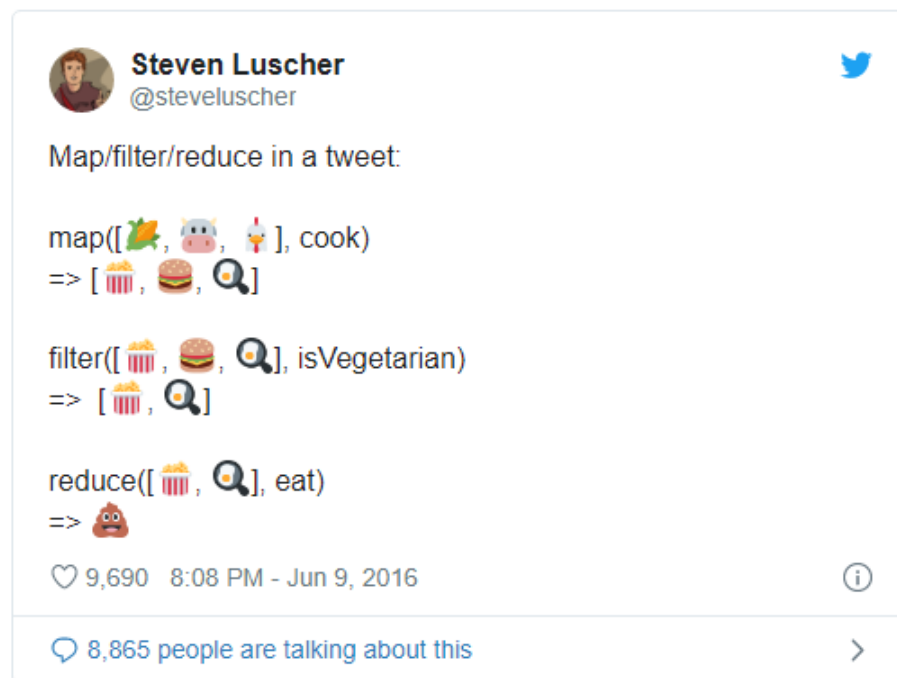 Steven Luscher
@steveluscher
Map/filter/reduce in a tweet:
map([🌽, 🐮, 🐔], cook)
=> [🍿, 🍔, 🍳]
filter([🍿, 🍔, 🍳], isVegetarian)
=> [🍿, 🍳]
reduce([🍿, 🍳], eat)
=> 💩
9,690 8:08 PM - Jun 9, 2016
8,865 people are talking about this